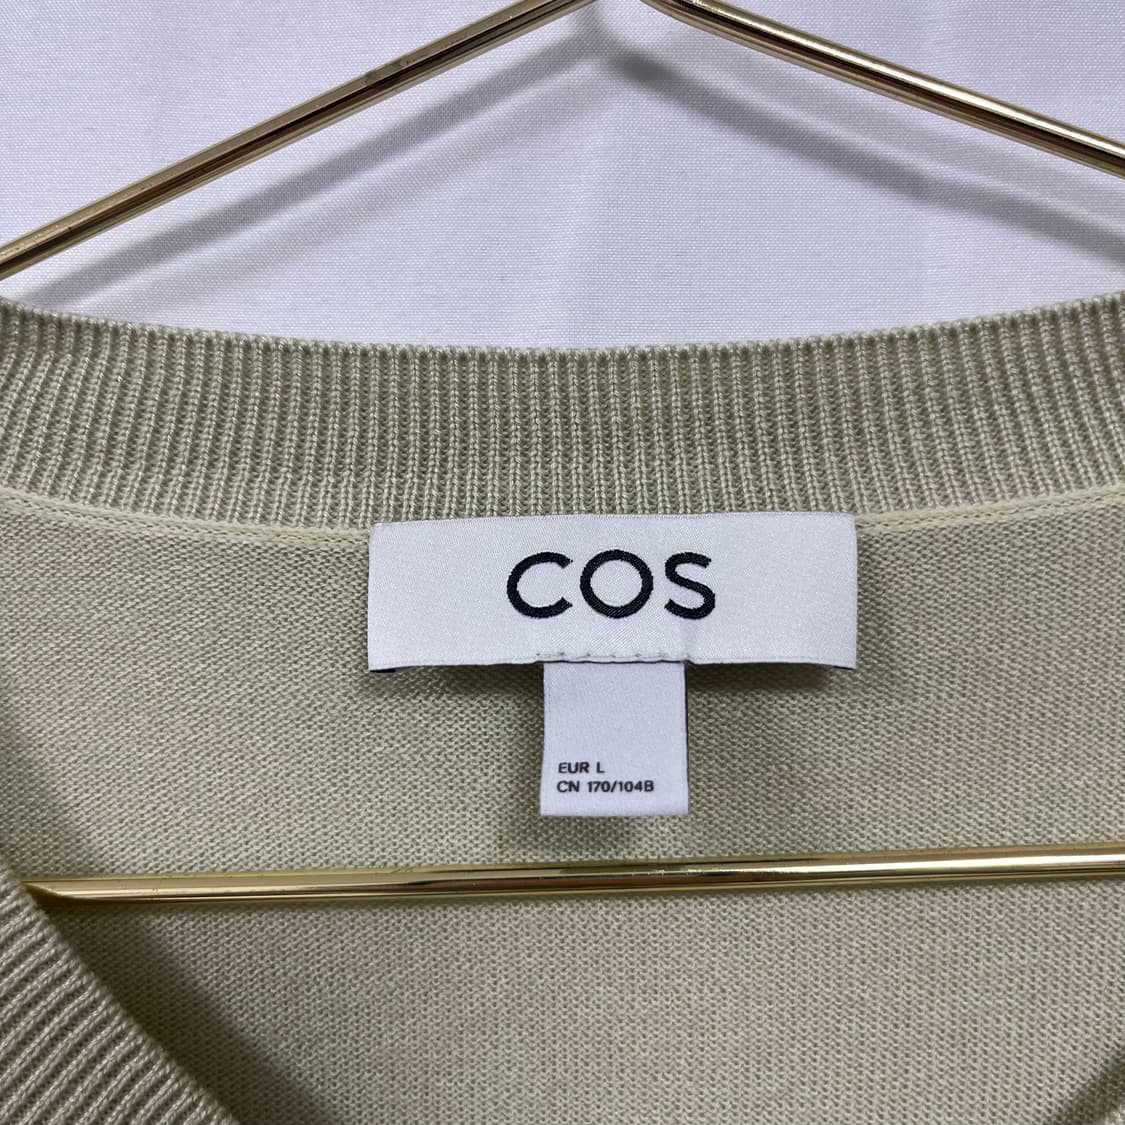 COS
EUR L
CN 170/104B